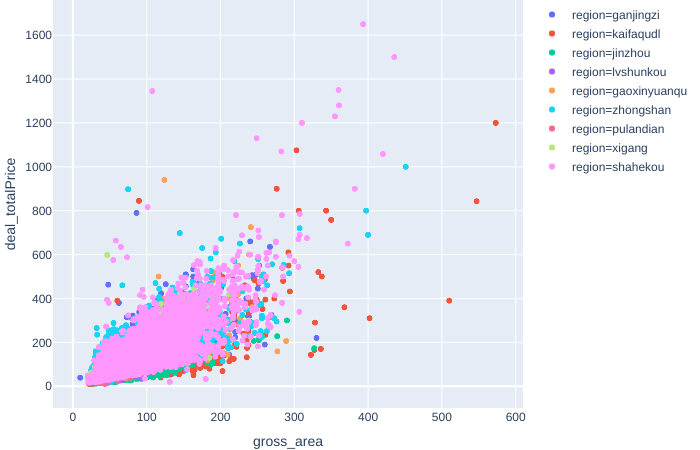 1600
1400
1200
1000
800
600
400
200
0
deal_totalPrice
0 100 200 300 400 500 600
gross_area
region=ganjingzi
region=kaifaqudl
region=jinzhou
region=lvshunkou
region=gaoxinyuanqu
region=zhongshan
region=pulandian
region=xigang
region=shahekou